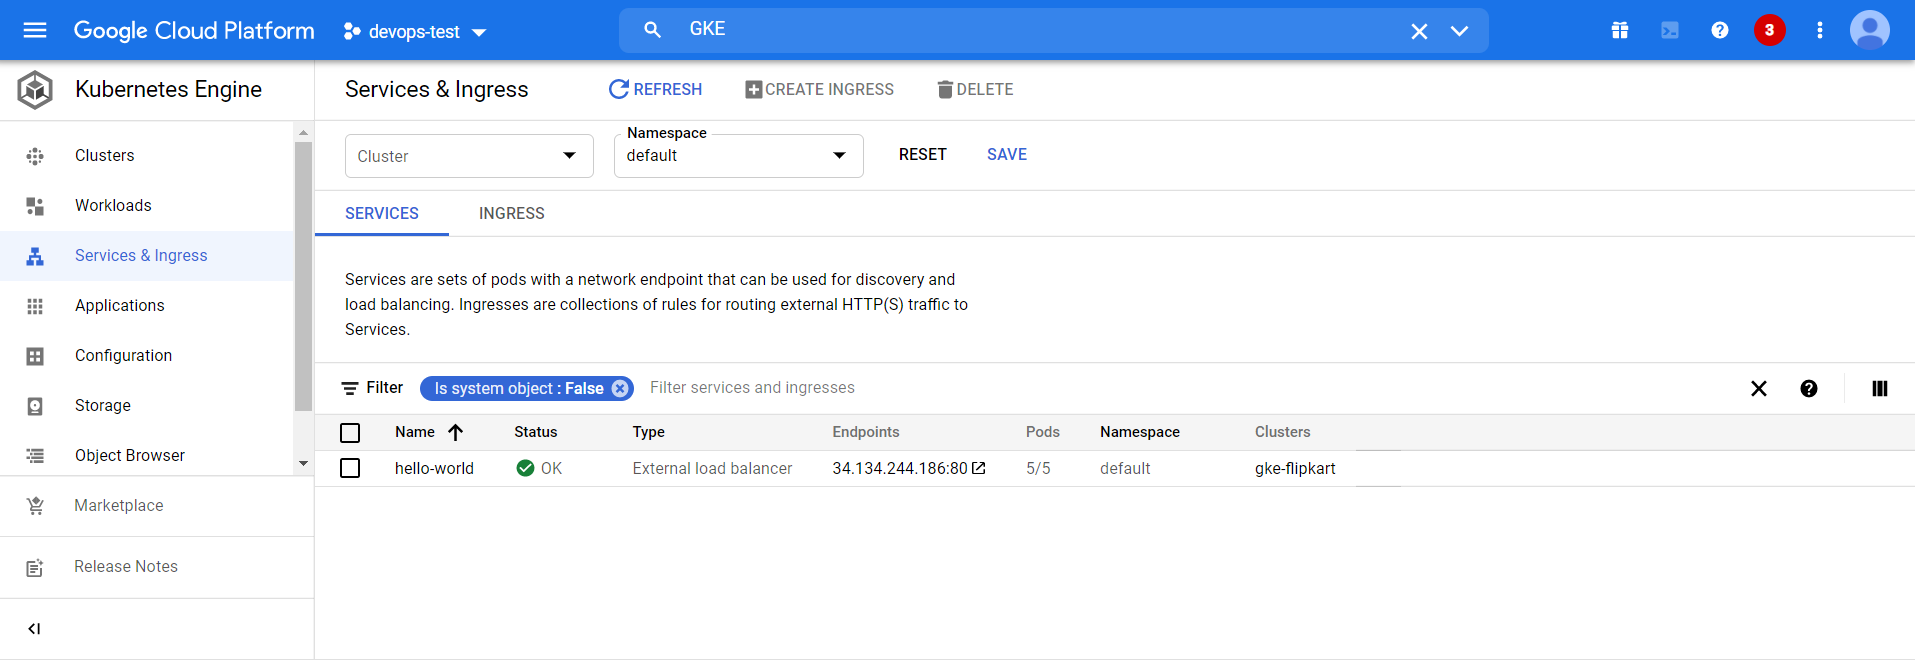 Google Cloud Platform devops-test GKE 3
Kubernetes Engine
Services & Ingress REFRESH CREATE INGRESS DELETE
Clusters
Workloads
Services & Ingress
Applications
Configuration
Storage
Object Browser
Marketplace
Release Notes
Namespace
Cluster default RESET SAVE
SERVICES INGRESS
Services are sets of pods with a network endpoint that can be used for discovery and
load balancing. Ingresses are collections of rules for routing external HTTP(S) traffic to
Services.
Filter Is system object : False Filter services and ingresses
Name Status Type Endpoints Pods Namespace Clusters
hello-world OK External load balancer 34.134.244.186:80 5/5 default gke-flipkart